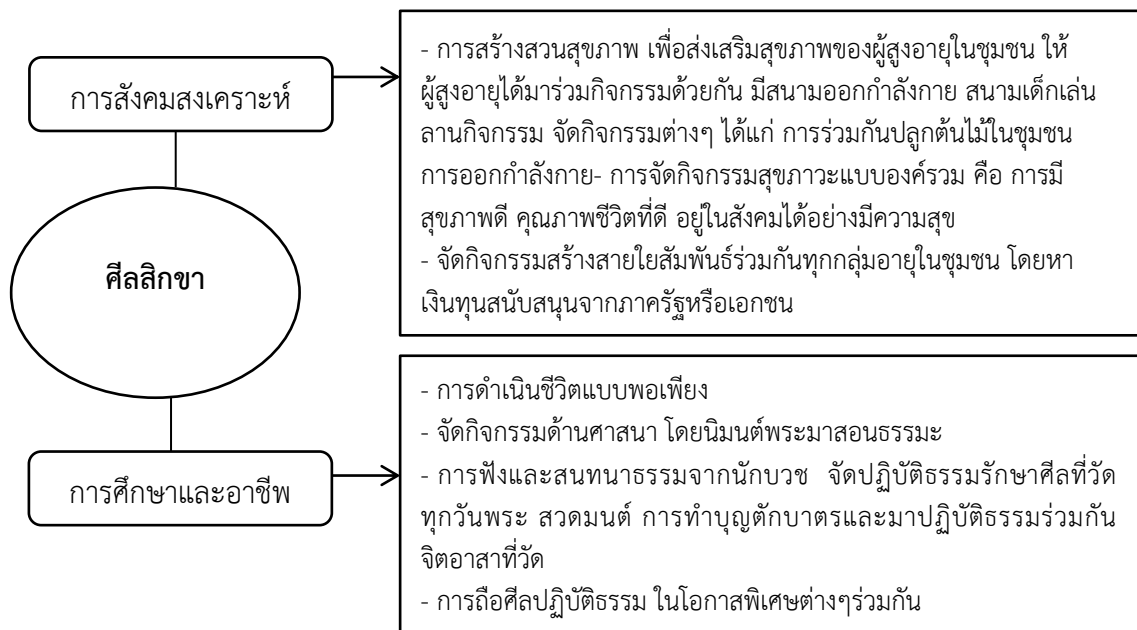 การสังคมสงเคราะห์
- การสร้างสวนสุขภาพ เพื่อส่งเสริมสุขภาพของผู้สูงอายุในชุมชน ให้
ผู้สูงอายุได้มาร่วมกิจกรรมด้วยกัน มีสนามออกกำลังกาย สนามเด็กเล่น
ลานกิจกรรม จัดกิจกรรมต่างๆ ได้แก่ การร่วมกันปลูกต้นไม้ในชุมชน
การออกกำลังกาย- การจัดกิจกรรมสุขภาวะแบบองค์รวม คือ การมี
สุขภาพดี คุณภาพชีวิตที่ดี อยู่ในสังคมได้อย่างมีความสุข
- จัดกิจกรรมสร้างสายใยสัมพันธ์ร่วมกันทุกกลุ่มอายุในชุมชน โดยหา
เงินทุนสนับสนุนจากภาครัฐหรือเอกชน
ศีลสิกขา
การศึกษาและอาชีพ
- การดำเนินชีวิตแบบพอเพียง
- จัดกิจกรรมด้านศาสนา โดยนิมนต์พระมาสอนธรรมะ
- การฟังและสนทนาธรรมจากนักบวช จัดปฏิบัติธรรมรักษาศีลที่วัด
ทุกวันพระ สวดมนต์ การทำบุญตักบาตรและมาปฏิบัติธรรมร่วมกัน
จิตอาสาที่วัด
- การถือศีลปฏิบัติธรรม ในโอกาสพิเศษต่างๆร่วมกัน